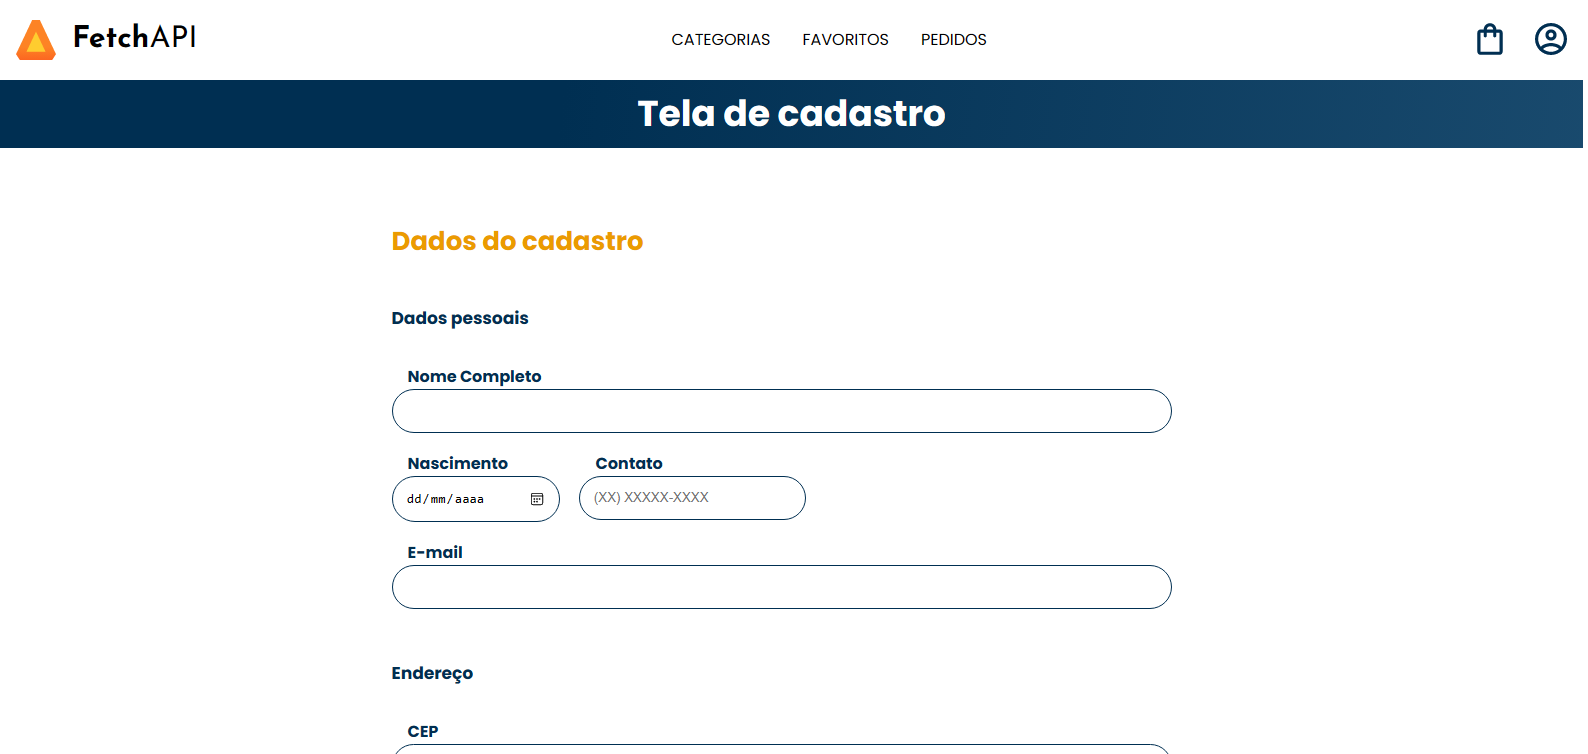 FetchAPI
CATEGORIAS FAVORITOS PEDIDOS
Tela de cadastro
Dados do cadastro
Dados pessoais
Nome Completo
Nascimento Contato
dd/mm/aaaa (XX) XXXXX-XXXX
E-mail
Endereço
CEP